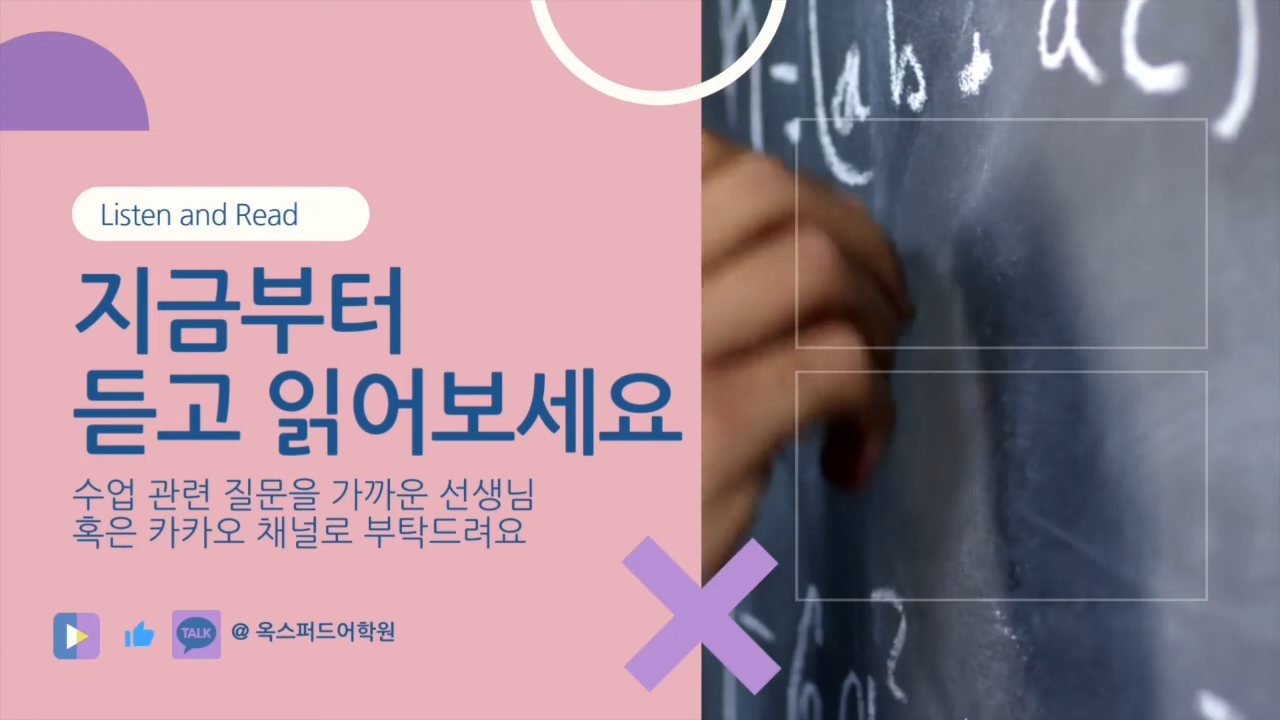 Listen and Read
지금부터
듣고 읽어보세요
수업 관련 질문을 가까운 선생님
혹은 카카오 채널로 부탁드려요
TALK @ 옥스퍼드어학원
(ab
ac)